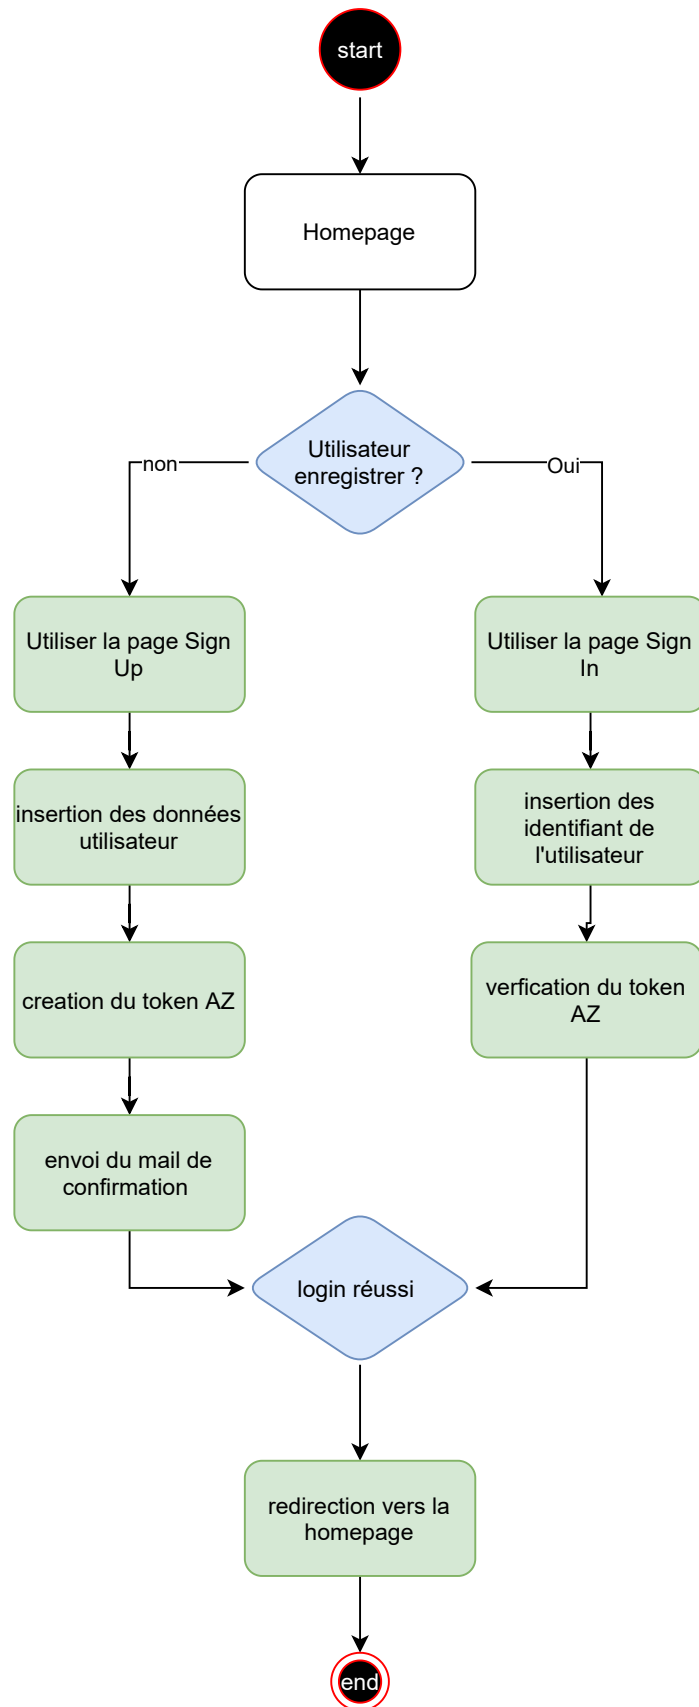 start
Homepage
Utilisateur
enregistrer ?
non
Oui
Utiliser la page Sign
Up
Utiliser la page Sign
In
insertion des données
utilisateur
insertion des
identifiant de
l'utilisateur
creation du token AZ
verfication du token
AZ
envoi du mail de
confirmation
login réussi
redirection vers la
homepage
end